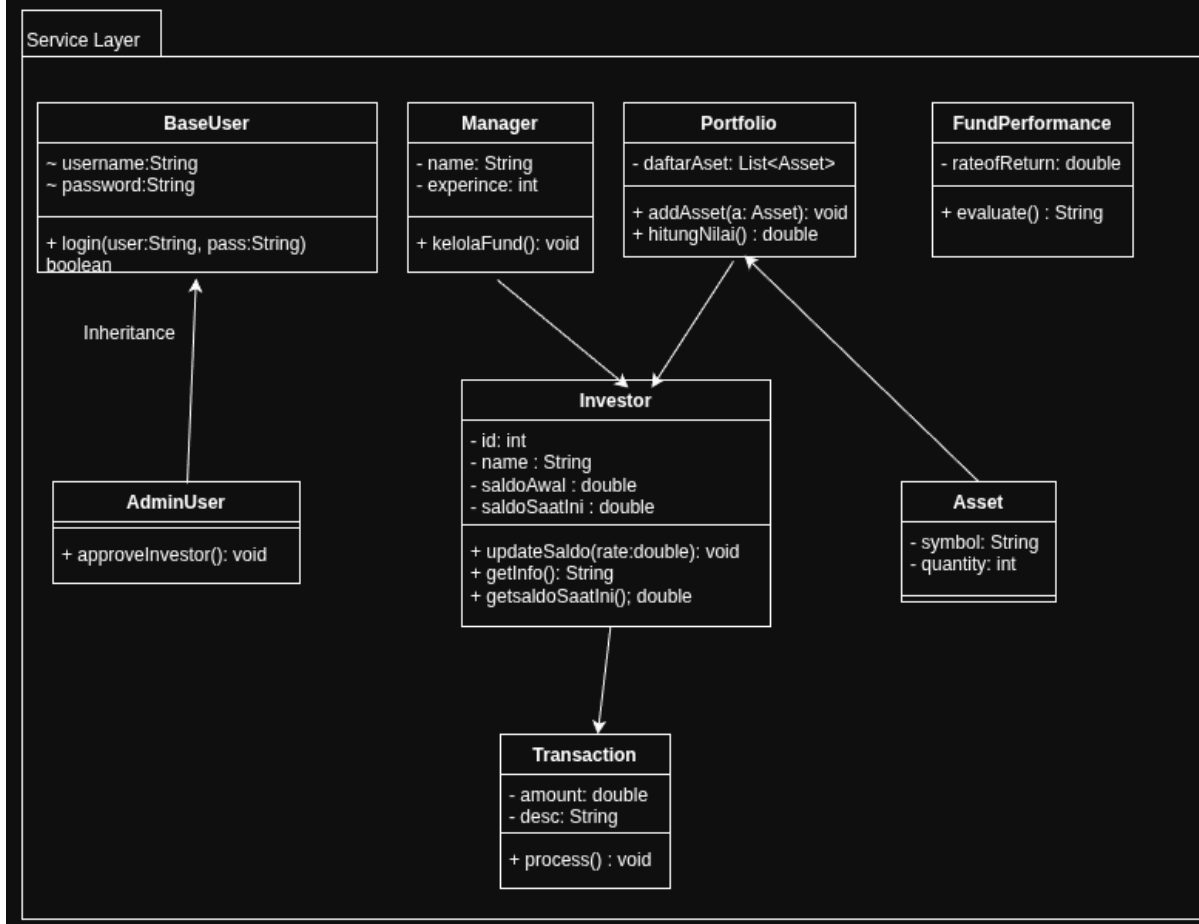 Service Layer
BaseUser
~ username:String
~ password:String
+ login(user:String, pass:String)
boolean
Manager
- name: String
- experince: int
+ kelolaFund(): void
Portfolio
- daftarAset: List<Asset>
+ addAsset(a: Asset): void
+ hitungNilai() : double
FundPerformance
- rateofReturn: double
+ evaluate() : String
Inheritance
Investor
- id: int
- name : String
- saldoAwal : double
- saldoSaatIni : double
+ updateSaldo(rate:double): void
+ getInfo(): String
+ getsaldoSaatIni(); double
AdminUser
+ approveInvestor(): void
Asset
- symbol: String
- quantity: int
Transaction
- amount: double
- desc: String
+ process() : void